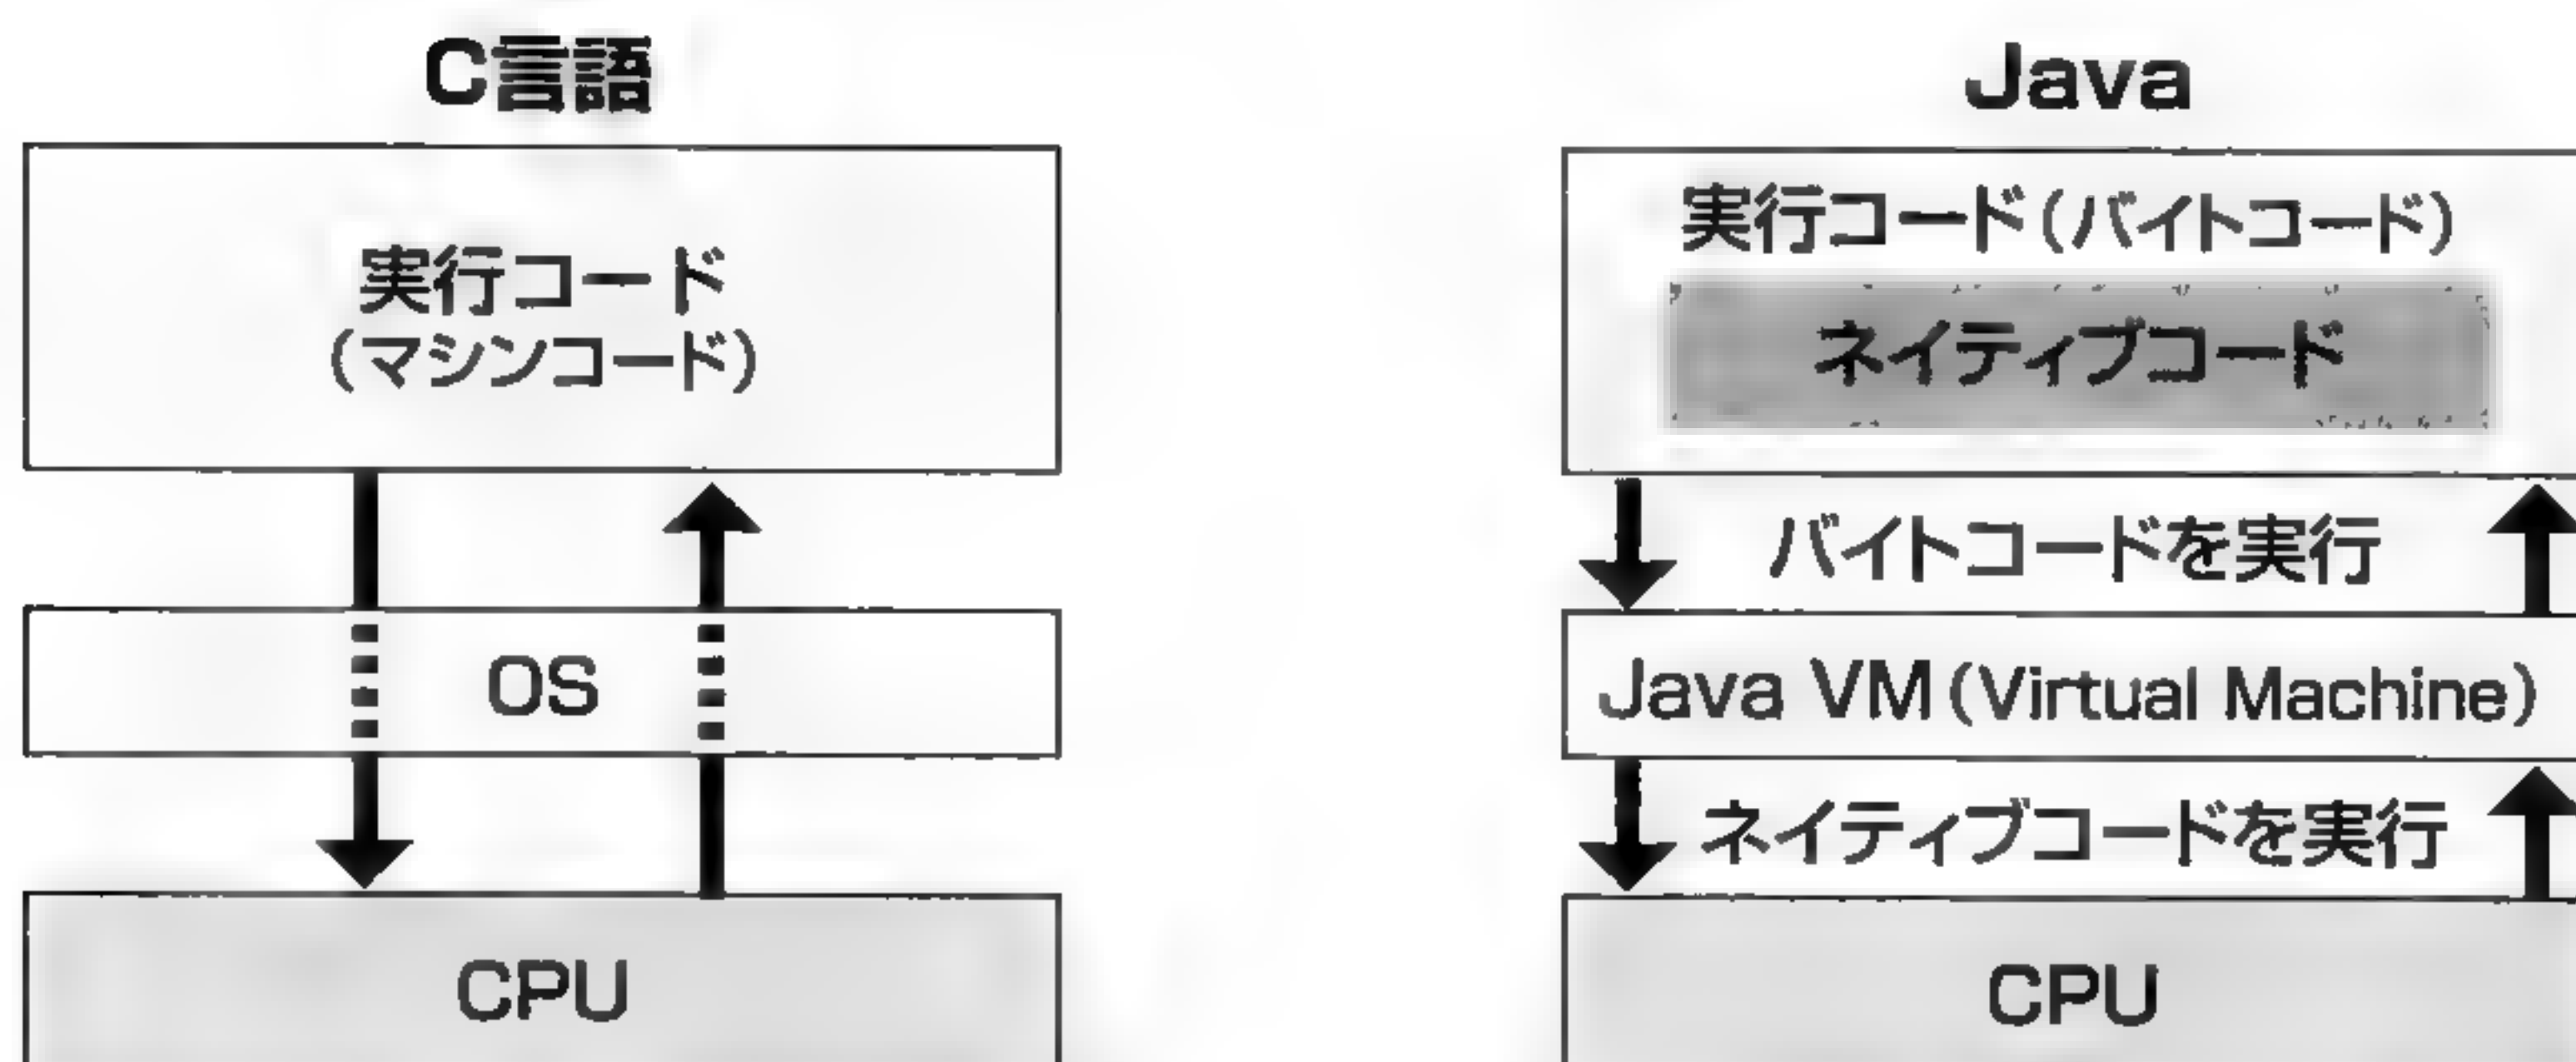 C言語
実行コード
(マシンコード)
OS
CPU
Java
実行コード(バイトコード)
ネイティブコード
バイトコードを実行
Java VM(Virtual Machine)
ネイティブコードを実行
CPU